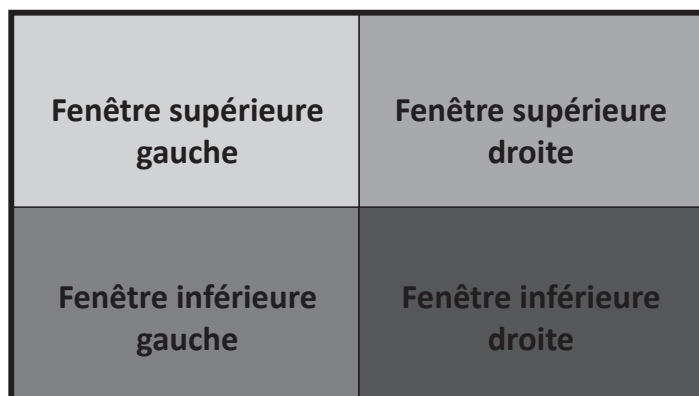 Fenêtre supérieure
gauche
Fenêtre supérieure
droite
Fenêtre inférieure
gauche
Fenêtre inférieure
droite